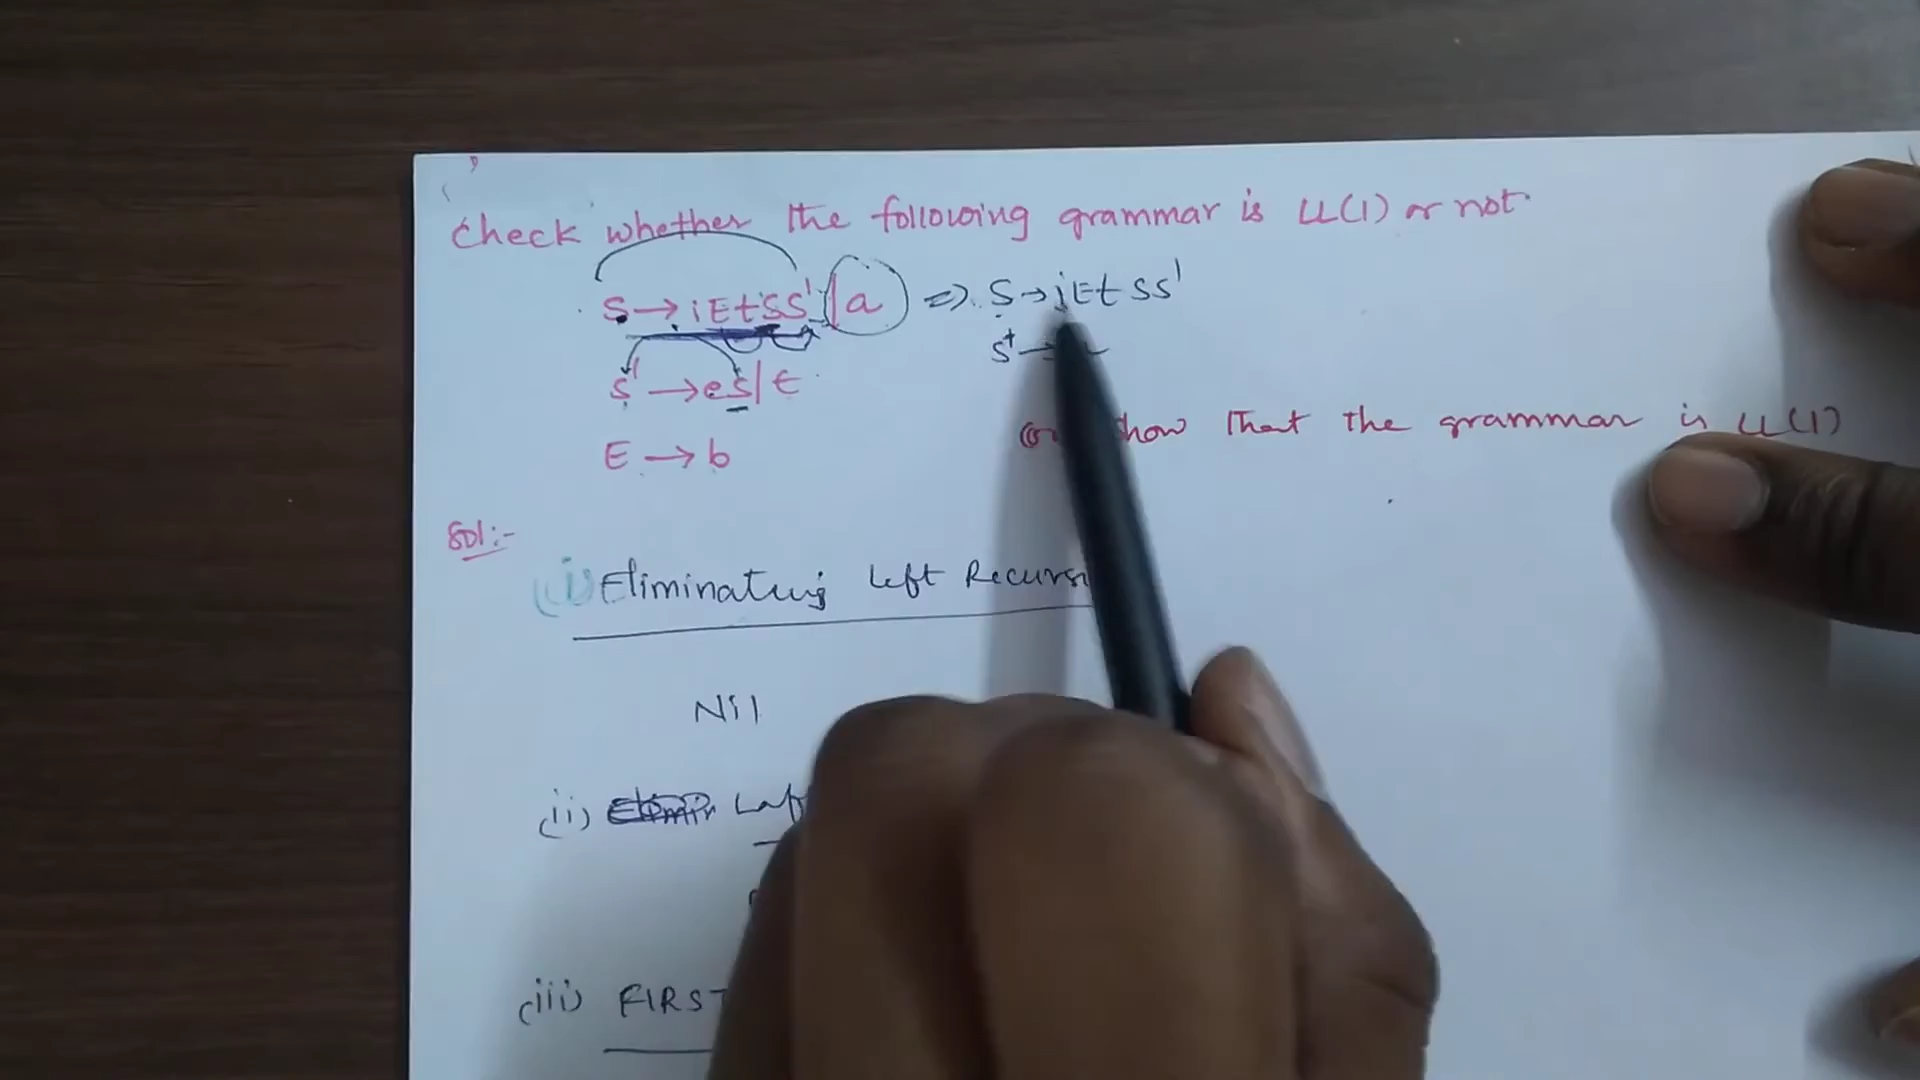 Check whether the following grammar is LL(1) or not.
S → iEtSS' | a ⇒ S → iEtSS'
S →
S' → eS | ε
E → b
show that the grammar is LL(1)
Sol:-
(i) Eliminating Left Recursi
Nil
(ii) Lef
(iii) FIRST